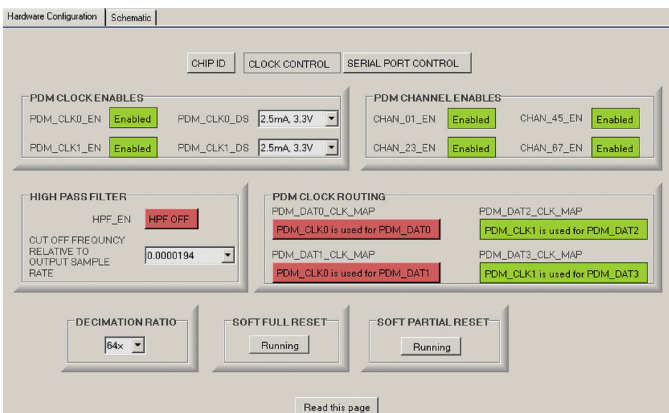 Hardware Configuration Schematic
CHIP ID CLOCK CONTROL SERIAL PORT CONTROL
PDM CLOCK ENABLES
PDM_CLK0_EN Enabled PDM_CLK0_DS 2.5mA, 3.3V
PDM_CLK1_EN Enabled PDM_CLK1_DS 2.5mA, 3.3V
PDM CHANNEL ENABLES
CHAN_01_EN Enabled CHAN_45_EN Enabled
CHAN_23_EN Enabled CHAN_67_EN Enabled
HIGH PASS FILTER
HPF_EN HPF OFF
CUT OFF FREQUNCY
RELATIVE TO
OUTPUT SAMPLE
RATE
0.0000194
PDM CLOCK ROUTING
PDM_DAT0_CLK_MAP PDM_DAT2_CLK_MAP
PDM_CLK0 is used for PDM_DAT0 PDM_CLK1 is used for PDM_DAT2
PDM_DAT1_CLK_MAP PDM_DAT3_CLK_MAP
PDM_CLK0 is used for PDM_DAT1 PDM_CLK1 is used for PDM_DAT3
DECIMATION RATIO
64x
SOFT FULL RESET
Running
SOFT PARTIAL RESET
Running
Read this page